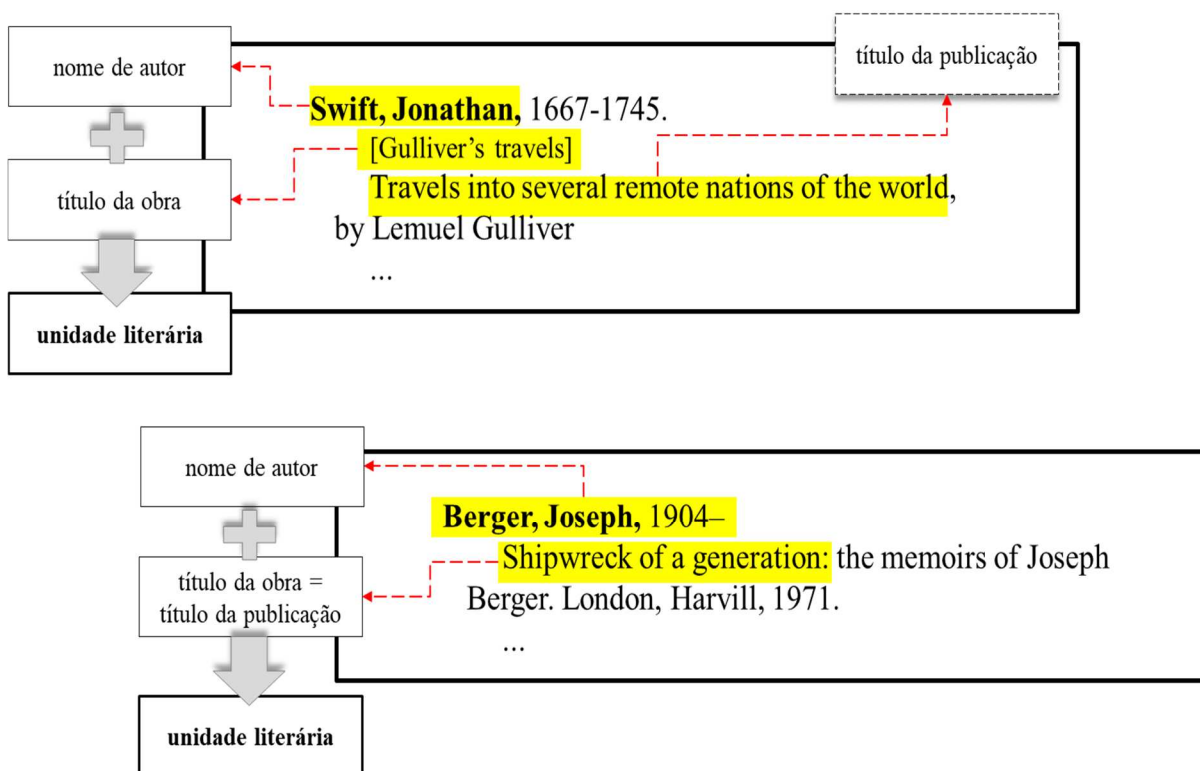 nome de autor
título da publicação
Swift, Jonathan, 1667-1745.
[Gulliver’s travels]
título da obra
Travels into several remote nations of the world,
by Lemuel Gulliver
...
unidade literária
nome de autor
Berger, Joseph, 1904–
Shipwreck of a generation: the memoirs of Joseph
Berger. London, Harvill, 1971.
...
título da obra =
título da publicação
unidade literária